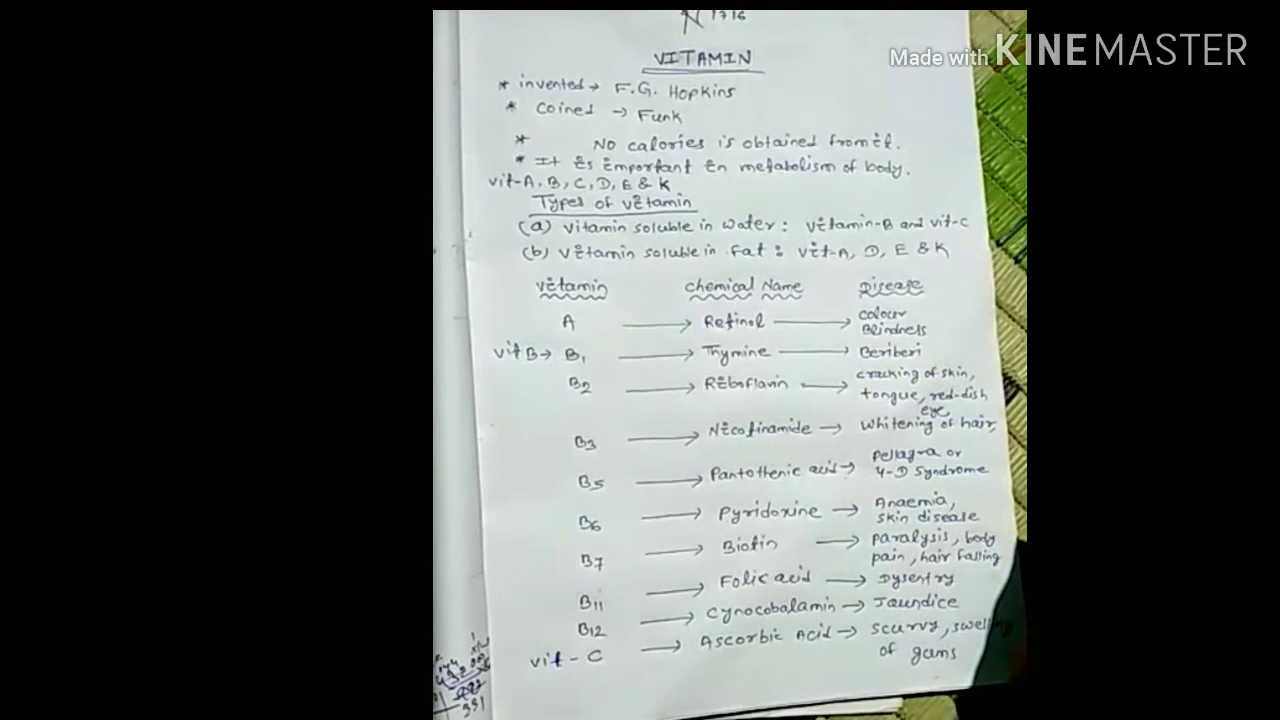 1716
Made with KINEMASTER
VITAMIN
* invented → F.G. Hopkins
* Coined → Funk
* No calories is obtained from it.
* It is important in metabolism of body.
vit-A, B, C, D, E & K
Types of vitamin
(a) vitamin soluble in water : vitamin-B and vit-C
(b) vitamin soluble in fat : vit-A, D, E & K
vitamin chemical Name Disease
A → Retinol → colour Blindness
vit B → B1 → Thymine → Beriberi
B2 → Riboflavin → cracking of skin, tongue, red-dish eye
B3 → Nicotinamide → whitening of hair,
B5 → Pantothenic acid → pellagra or 4-D syndrome
B6 → Pyridoxine → Anaemia, skin disease
B7 → Biotin → paralysis, body pain, hair falling
B11 → Folic acid → Dysentry
B12 → Cynocobalamin → Jaundice
vit - C → Ascorbic Acid → scurvy, swelling of gums
331